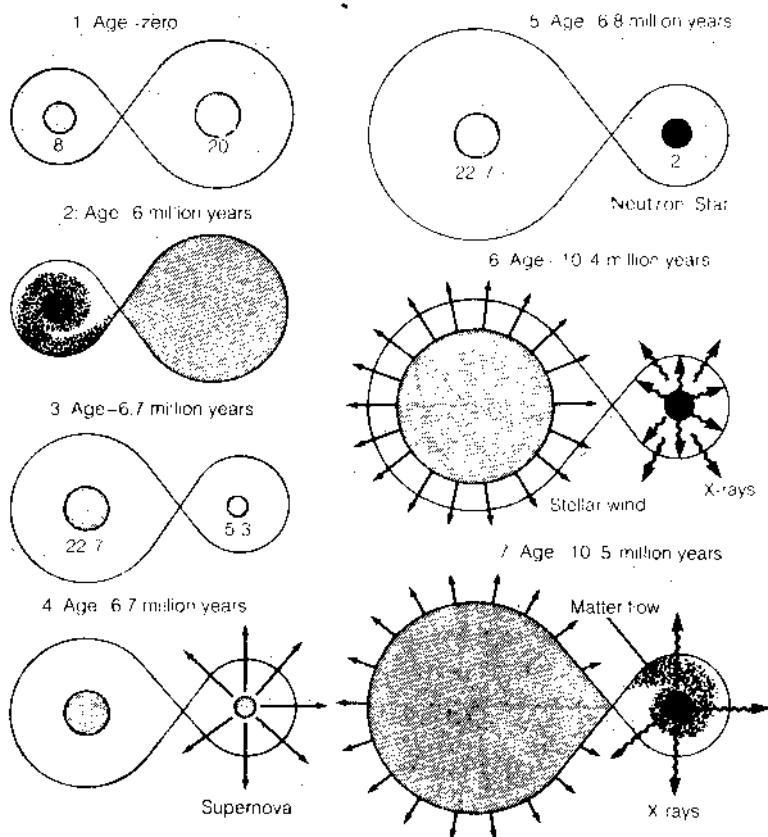 1 Age -zero
8
20
2: Age- 6 million years
3 Age-6.7 million years
22 7
5 3
4 Age 6.7 million years
Supernova
5 Age 6.8 million years
22 7
2
Neutron Star
6 Age - 10 4 million years
Stellar wind
X-rays
7 Age 10 5 million years
Matter flow
X rays